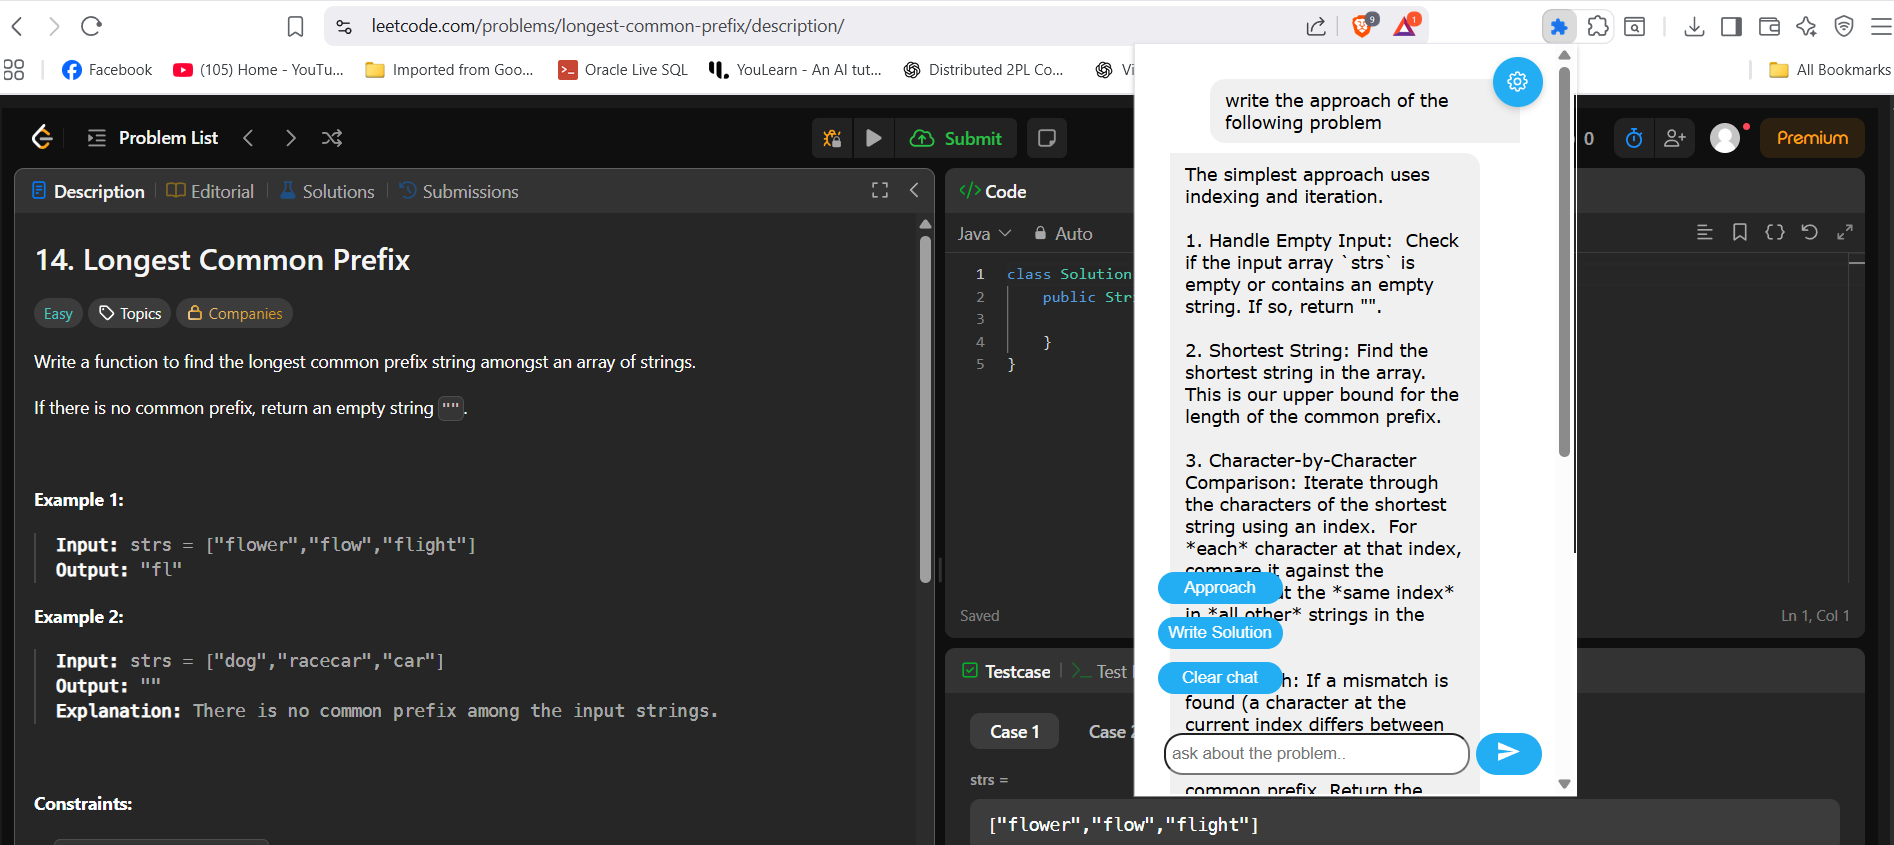 leetcode.com/problems/longest-common-prefix/description/
9
1
Facebook
(105) Home - YouTu...
Imported from Goo...
Oracle Live SQL
YouLearn - An AI tut...
Distributed 2PL Co...
Vi
All Bookmarks
Problem List
Submit
0
Premium
Description
Editorial
Solutions
Submissions
14. Longest Common Prefix
Easy
Topics
Companies
Write a function to find the longest common prefix string amongst an array of strings.
If there is no common prefix, return an empty string "".
Example 1:
Input: strs = ["flower","flow","flight"]
Output: "fl"
Example 2:
Input: strs = ["dog","racecar","car"]
Output: ""
Explanation: There is no common prefix among the input strings.
Constraints:
</> Code
Java
Auto
1 class Solution
2 public Str
3
4 }
5 }
Saved
Ln 1, Col 1
Testcase
Test
Case 1
Case 2
strs =
["flower","flow","flight"]
write the approach of the
following problem
The simplest approach uses
indexing and iteration.
1. Handle Empty Input: Check
if the input array `strs` is
empty or contains an empty
string. If so, return "".
2. Shortest String: Find the
shortest string in the array.
This is our upper bound for the
length of the common prefix.
3. Character-by-Character
Comparison: Iterate through
the characters of the shortest
string using an index. For
*each* character at that index,
compare it against the
Approach
t the *same index*
in *all other* strings in the
Write Solution
Clear chat
h: If a mismatch is
found (a character at the
current index differs between
ask about the problem..
common prefix. Return the